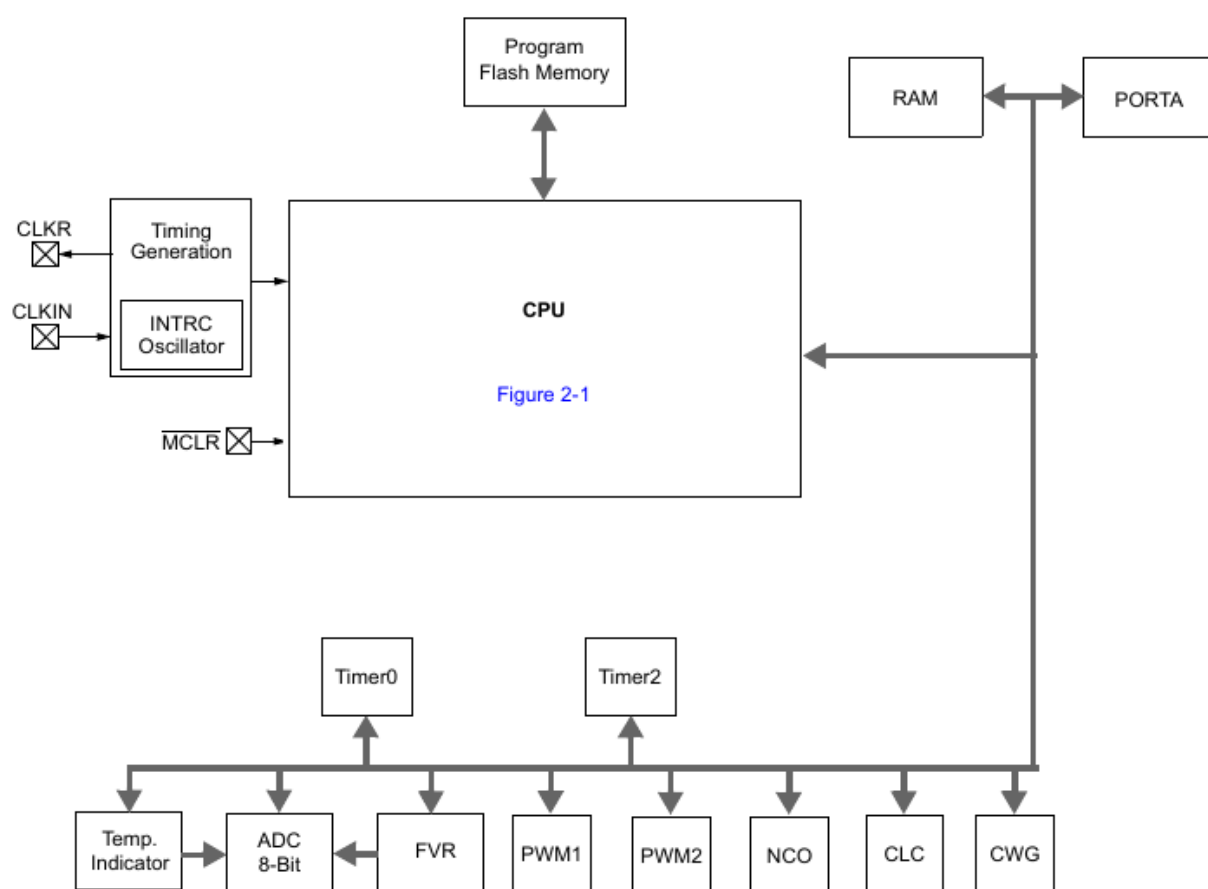 Program
Flash Memory
RAM
PORTA
CLKR
Timing
Generation
CLKIN
INTRC
Oscillator
CPU
Figure 2-1
MCLR
Timer0
Timer2
Temp.
Indicator
ADC
8-Bit
FVR
PWM1
PWM2
NCO
CLC
CWG